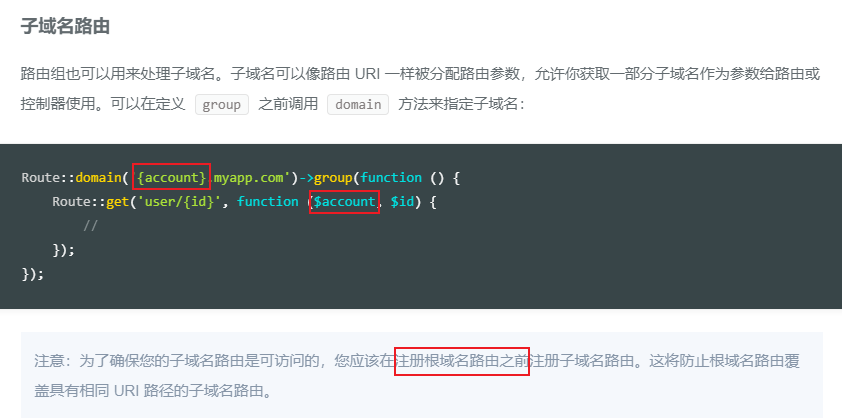 子域名路由
路由组也可以用来处理子域名。子域名可以像路由 URI 一样被分配路由参数，允许你获取一部分子域名作为参数给路由或
控制器使用。可以在定义 group 之前调用 domain 方法来指定子域名：
Route::domain('{account}.myapp.com')->group(function () {
    Route::get('user/{id}', function ($account, $id) {
        //
    });
});
注意：为了确保您的子域名路由是可访问的，您应该在注册根域名路由之前注册子域名路由。这将防止根域名路由覆
盖具有相同 URI 路径的子域名路由。